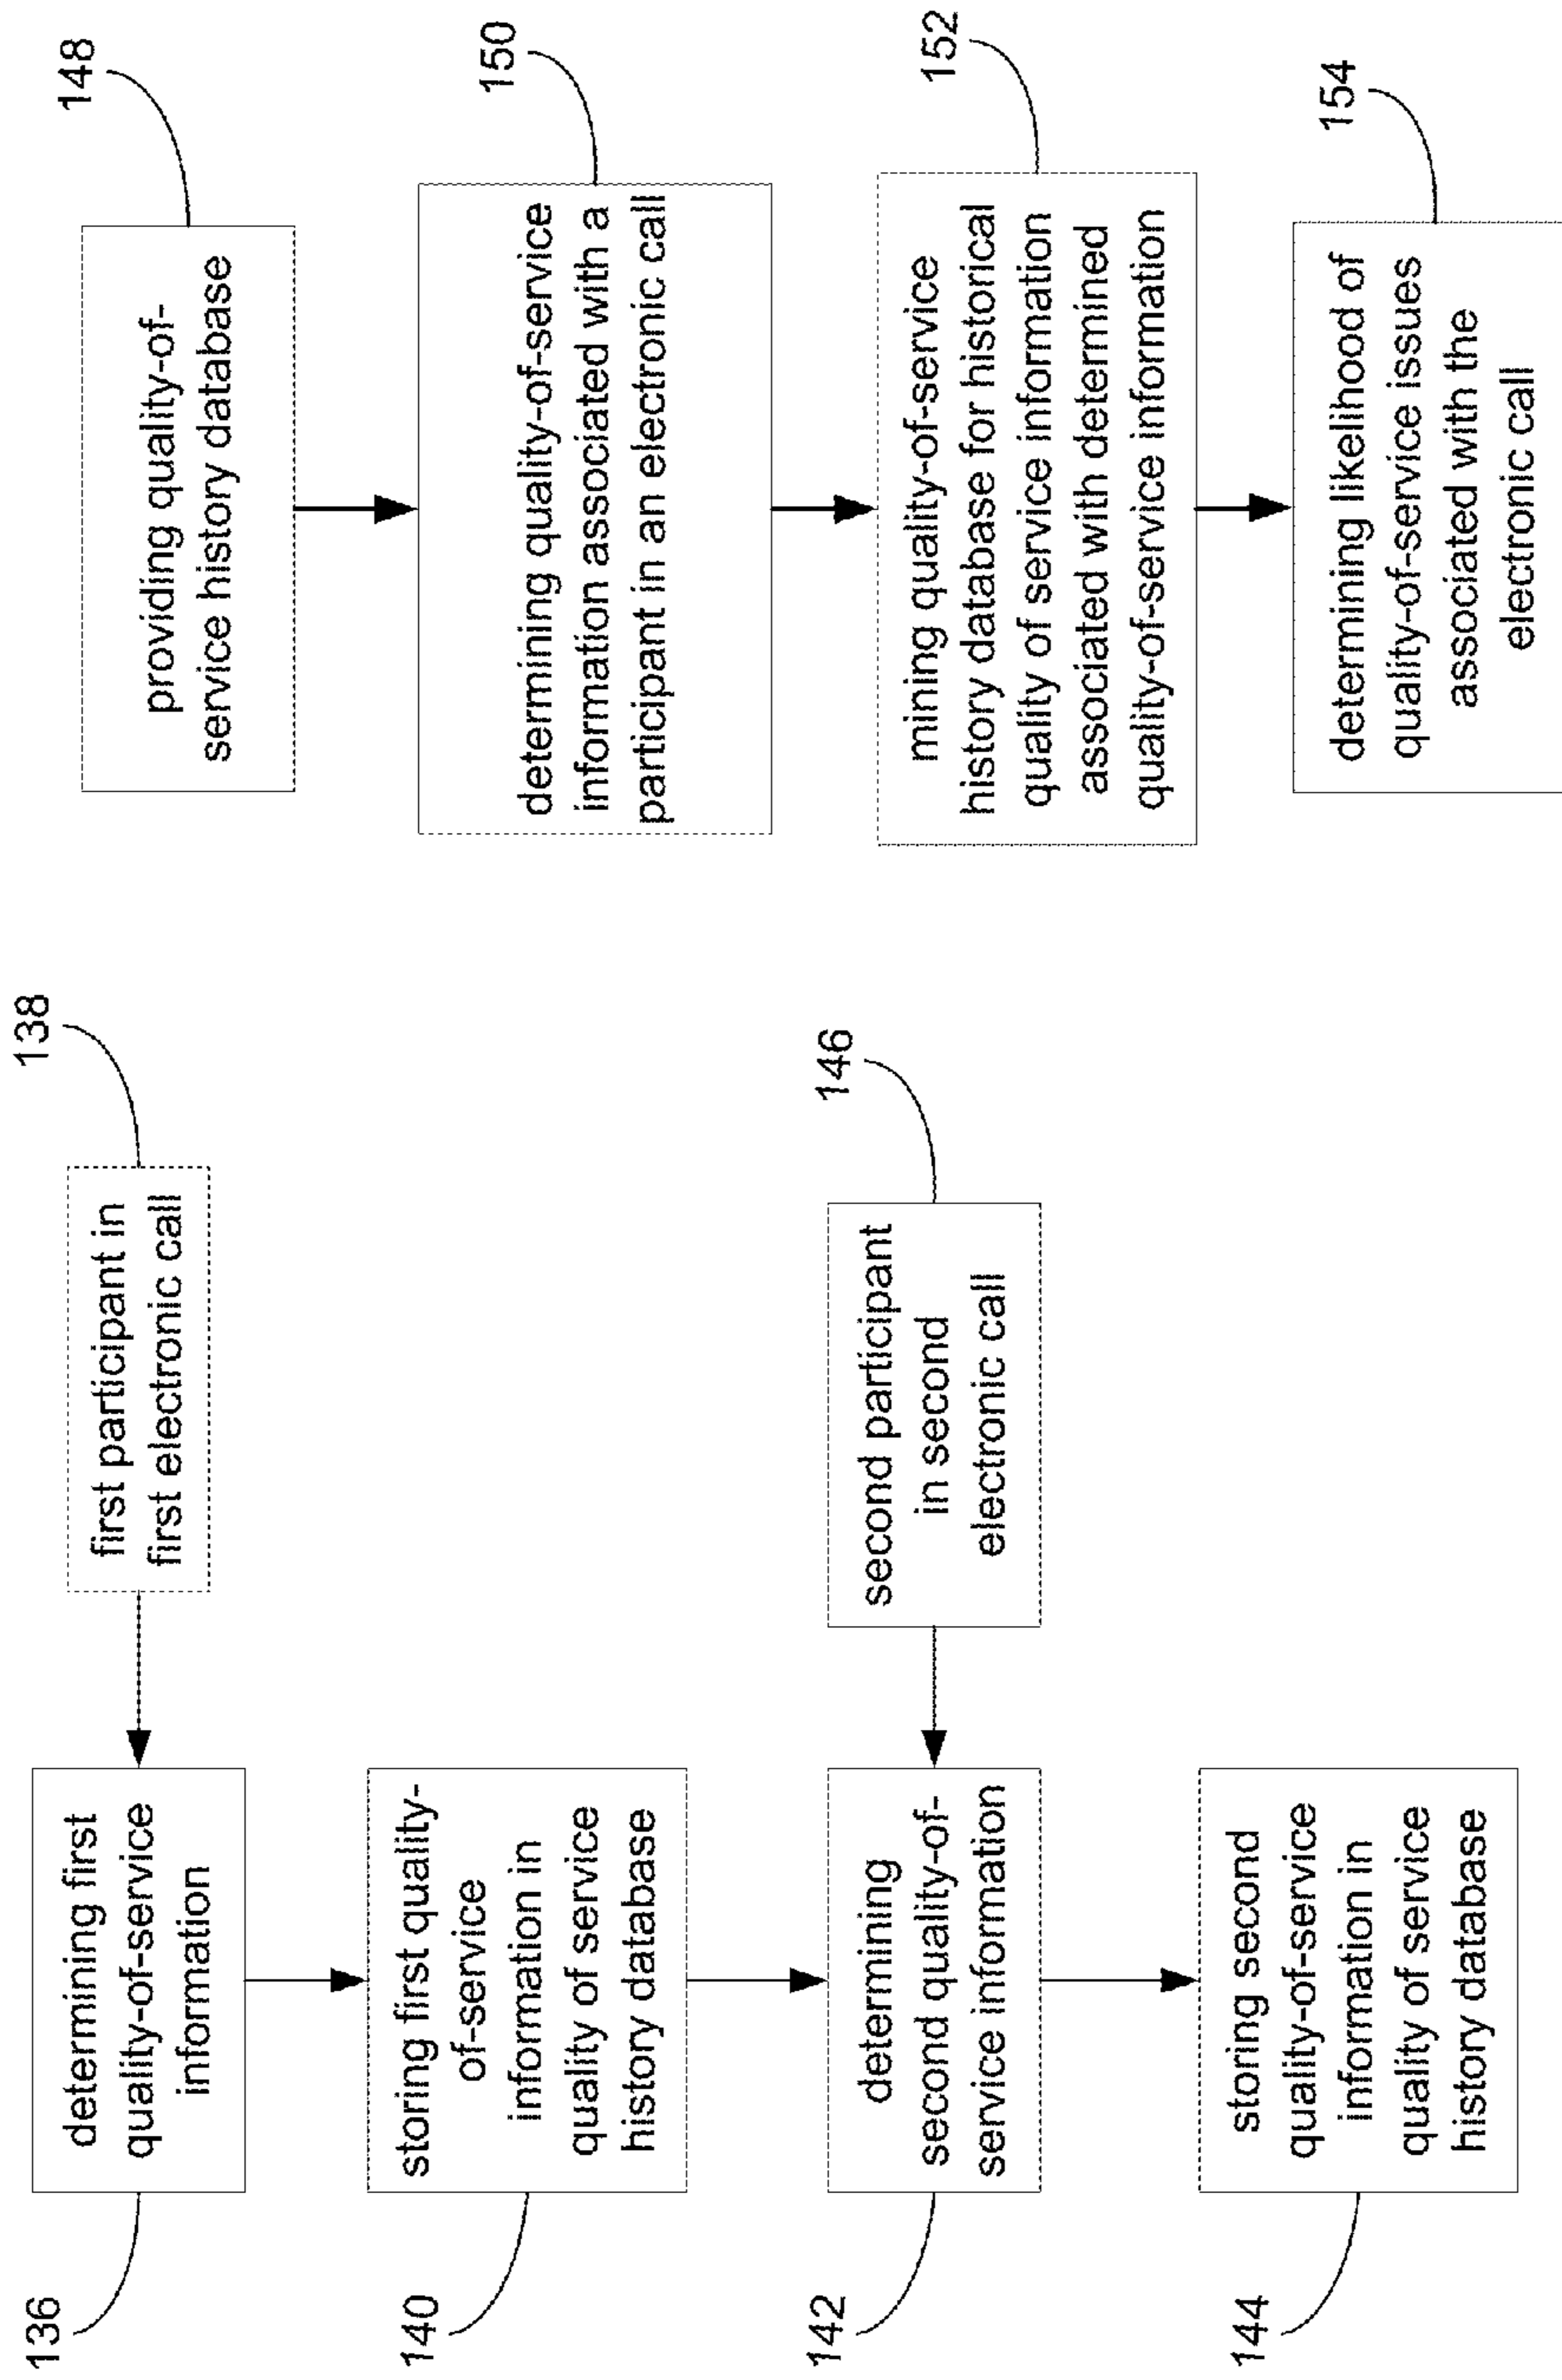 136
determining first
quality-of-service
information
138
first participant in
first electronic call
140
storing first quality-
of-service
information in
quality of service
history database
142
determining
second quality-of-
service information
146
second participant
in second
electronic call
144
storing second
quality-of-service
information in
quality of service
history database
148
providing quality-of-
service history database
150
determining quality-of-service
information associated with a
participant in an electronic call
152
mining quality-of-service
history database for historical
quality of service information
associated with determined
quality-of-service information
154
determining likelihood of
quality-of-service issues
associated with the
electronic call